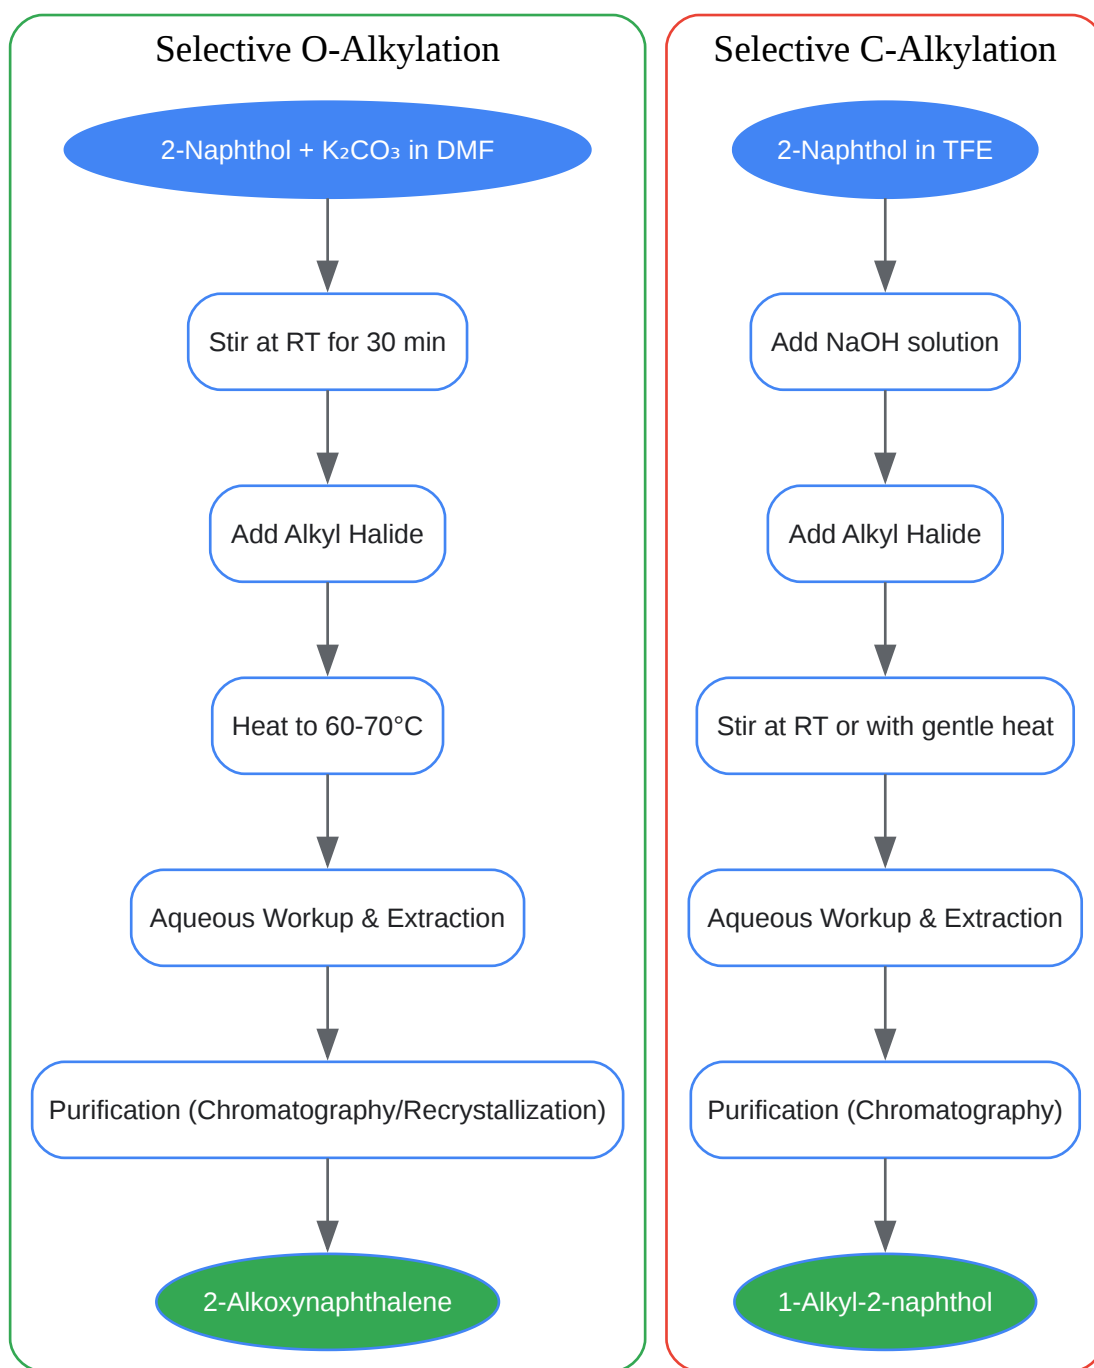 Selective O-Alkylation
2-Naphthol + K₂CO₃ in DMF
Stir at RT for 30 min
Add Alkyl Halide
Heat to 60-70°C
Aqueous Workup & Extraction
Purification (Chromatography/Recrystallization)
2-Alkoxynaphthalene
Selective C-Alkylation
2-Naphthol in TFE
Add NaOH solution
Add Alkyl Halide
Stir at RT or with gentle heat
Aqueous Workup & Extraction
Purification (Chromatography)
1-Alkyl-2-naphthol